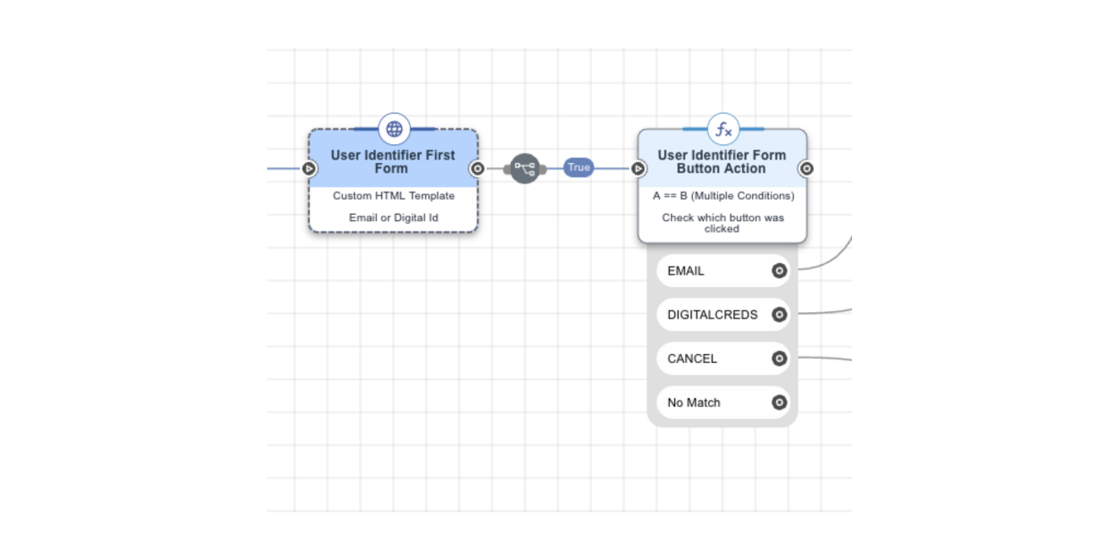 User Identifier First
Form
Custom HTML Template
Email or Digital Id
True
fx
User Identifier Form
Button Action
A == B (Multiple Conditions)
Check which button was
clicked
EMAIL
DIGITALCREDS
CANCEL
No Match